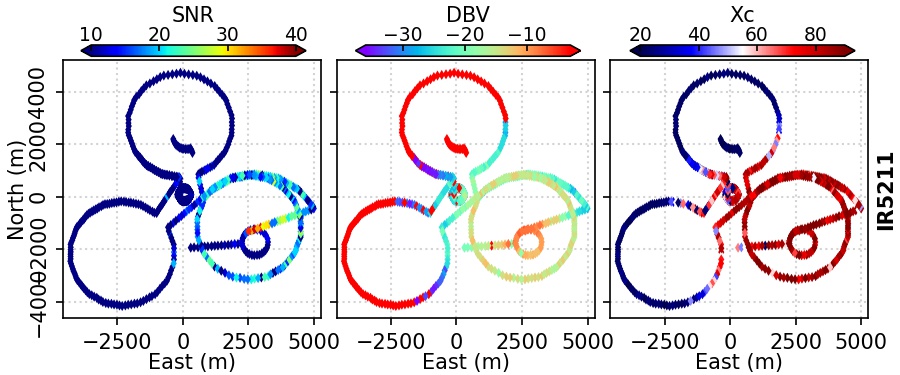 SNR DBV Xc
10 20 30 40 −30 −20 −10 20 40 60 80
4000
2000
0
−2000
−4000
North (m)
−2500 0 2500 5000 −2500 0 2500 5000 −2500 0 2500 5000
East (m) East (m) East (m)
IR5211